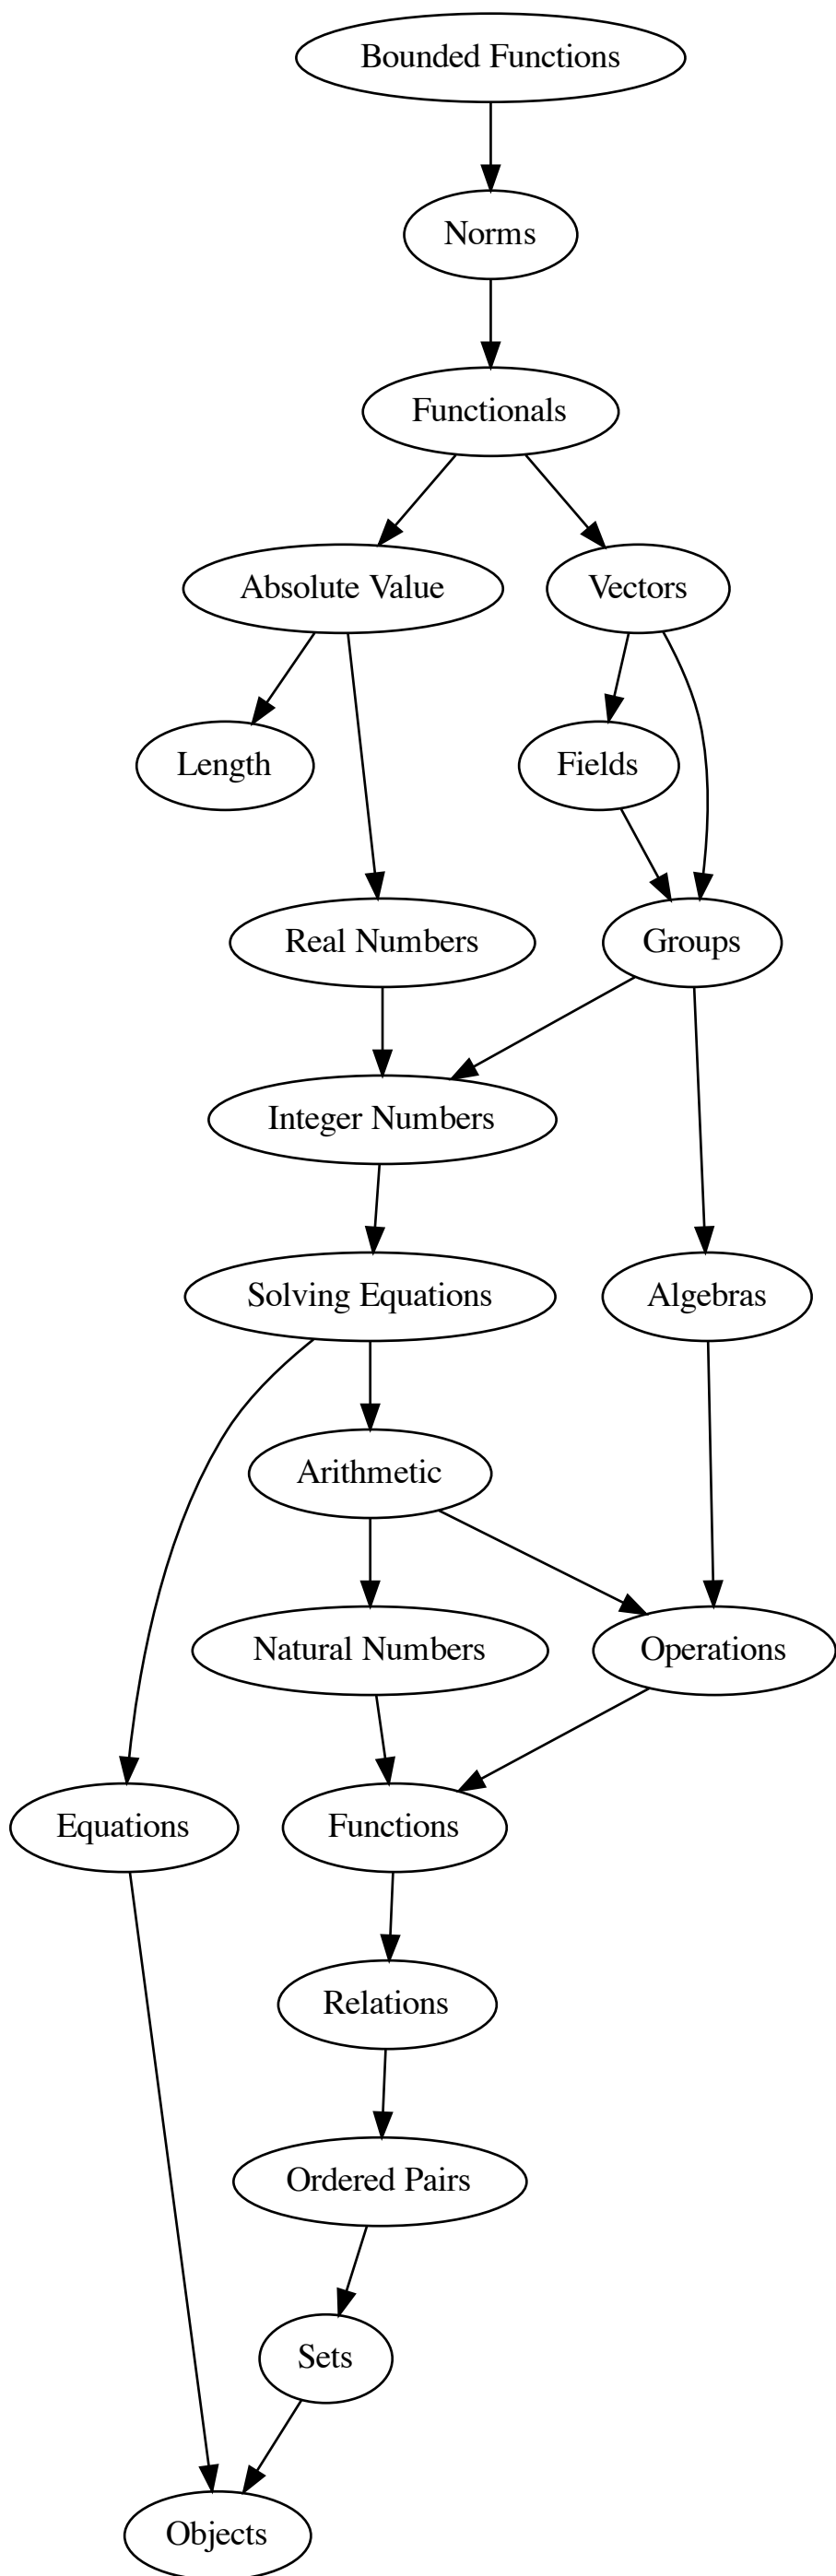 Bounded Functions
Norms
Functionals
Absolute Value
Vectors
Length
Fields
Real Numbers
Groups
Integer Numbers
Solving Equations
Algebras
Arithmetic
Natural Numbers
Operations
Equations
Functions
Relations
Ordered Pairs
Sets
Objects